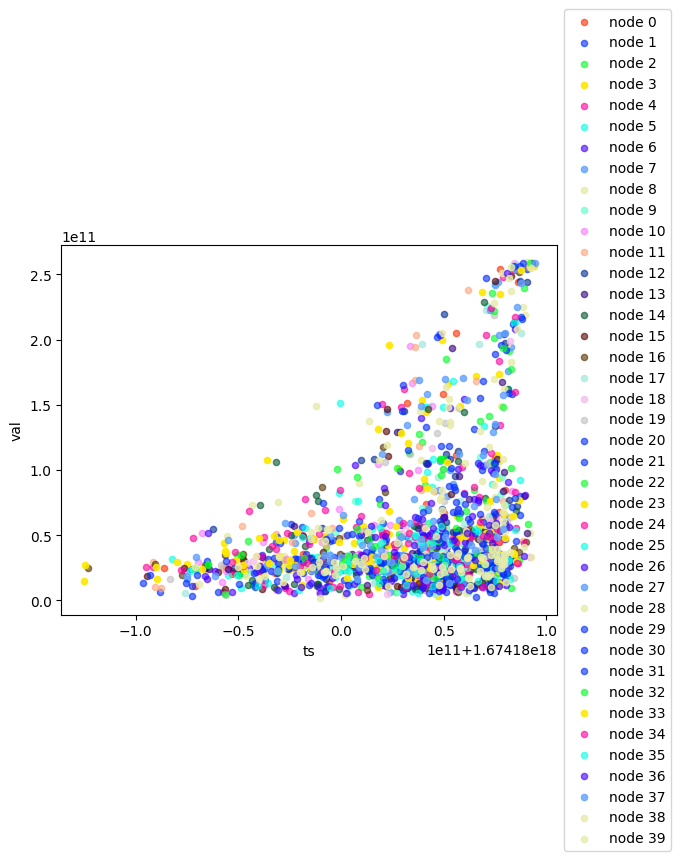 1e11
2.5
2.0
1.5
1.0
0.5
0.0
val
−1.0
−0.5
0.0
0.5
1.0
ts
1e11+1.67418e18
node 0
node 1
node 2
node 3
node 4
node 5
node 6
node 7
node 8
node 9
node 10
node 11
node 12
node 13
node 14
node 15
node 16
node 17
node 18
node 19
node 20
node 21
node 22
node 23
node 24
node 25
node 26
node 27
node 28
node 29
node 30
node 31
node 32
node 33
node 34
node 35
node 36
node 37
node 38
node 39